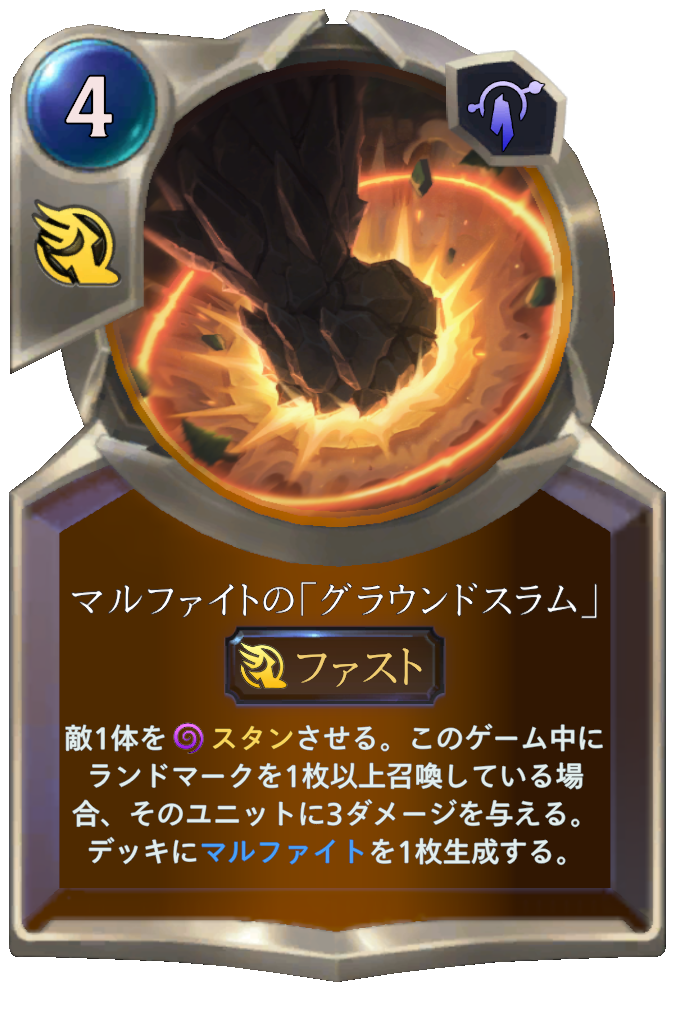 4
マルファイトの「グラウンドスラム」
ファスト
敵1体を スタンさせる。このゲーム中に
ランドマークを1枚以上召喚している場
合、そのユニットに3ダメージを与える。
デッキにマルファイトを1枚生成する。